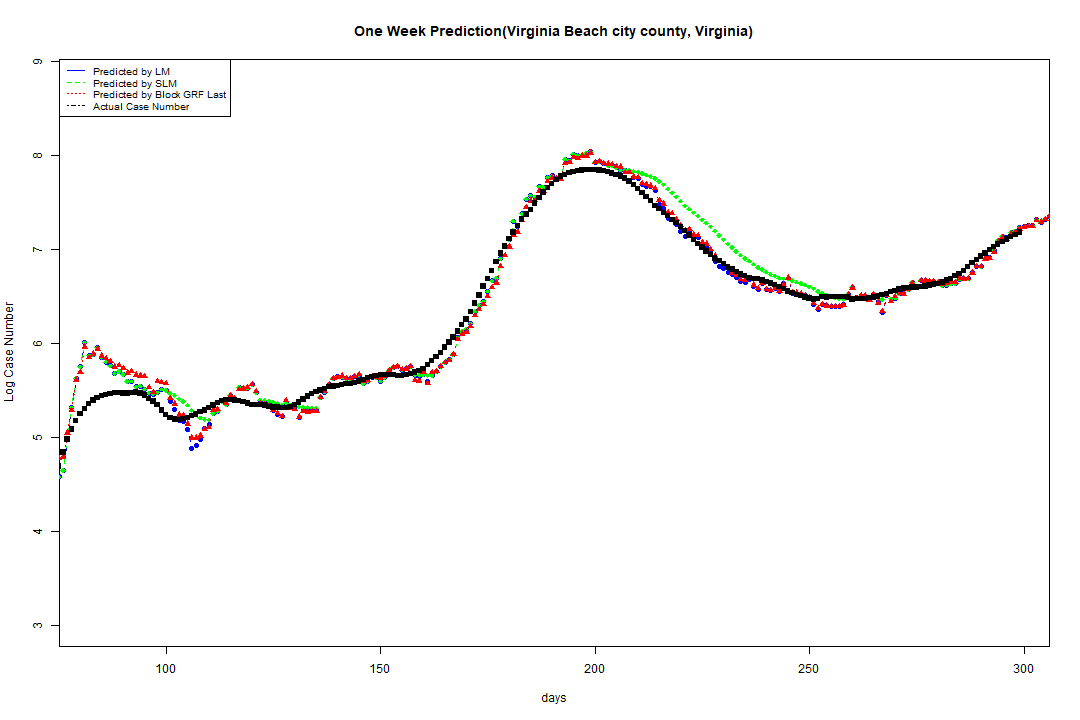 One Week Prediction(Virginia Beach city county, Virginia)
Predicted by LM
Predicted by SLM
Predicted by Block GRF Last
Actual Case Number
9
8
7
6
5
4
3
Log Case Number
100 150 200 250 300
days